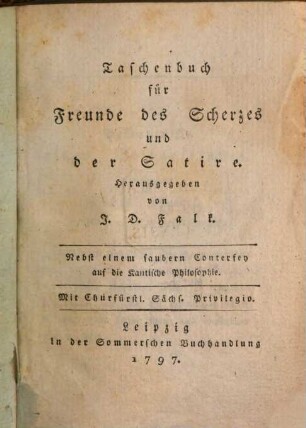 Taschenbuch
für
Freunde des Scherzes
und
der Satire.
Herausgegeben
von
J. D. Falk.
Nebst einem saubern Conterfey
auf die Kantische Philosophie.
Mit Churfürstl. Sächs. Privilegio.
Leipzig
in der Sommerschen Buchhandlung
1797.